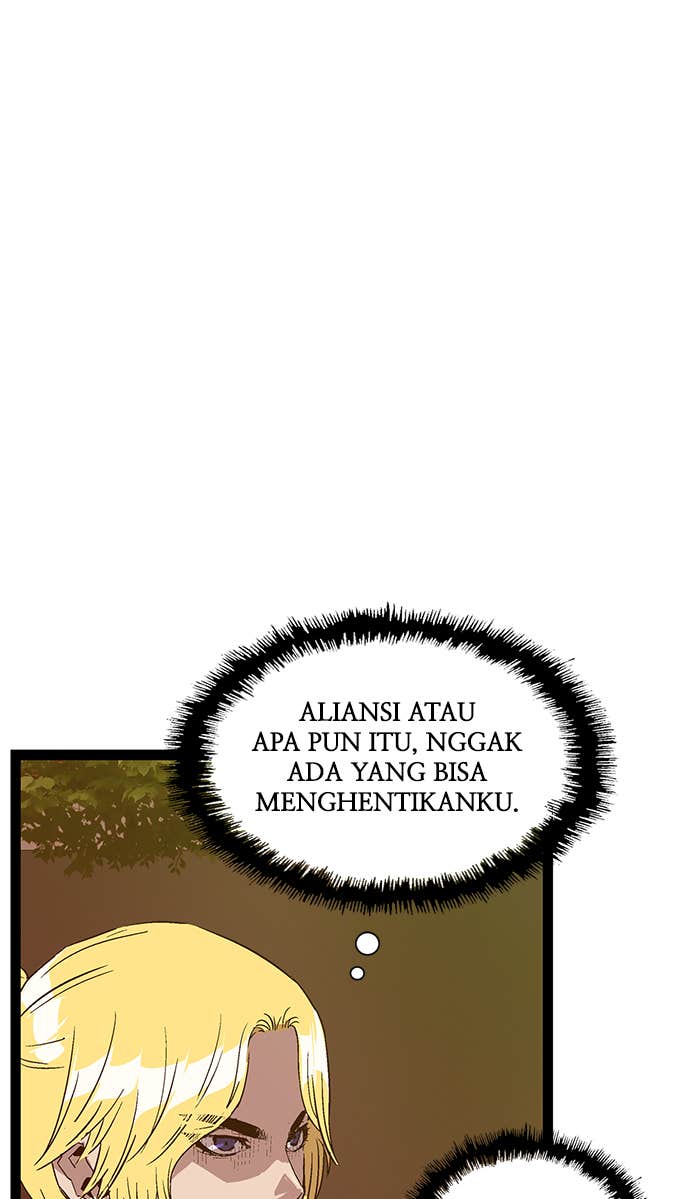 ALIANSI ATAU
APA PUN ITU, NGGAK
ADA YANG BISA
MENGHENTIKANKU.